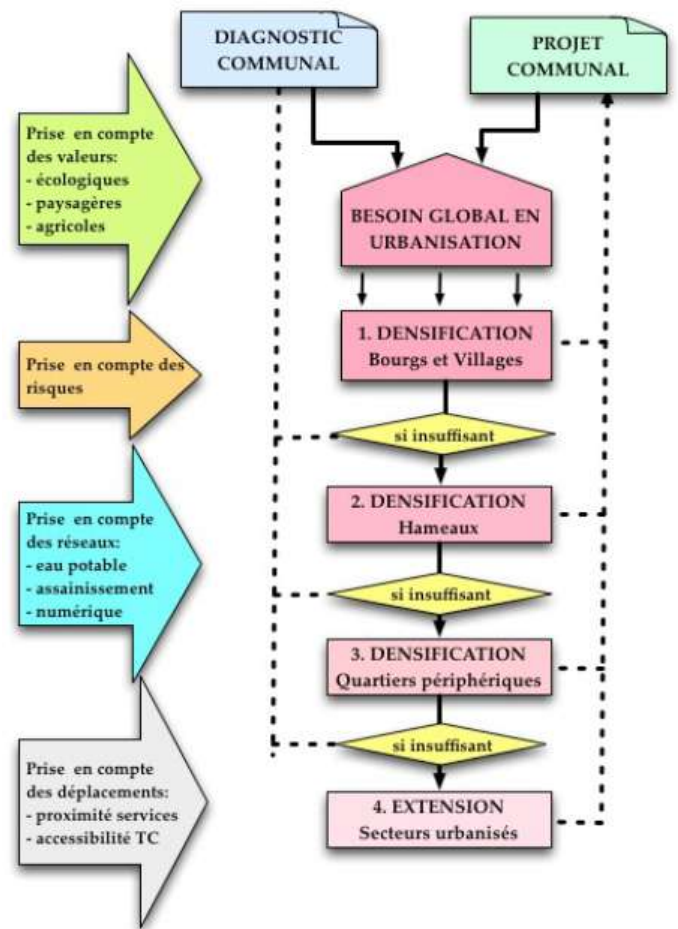 DIAGNOSTIC
COMMUNAL
PROJET
COMMUNAL
Prise en compte
des valeurs:
- écologiques
- paysagères
- agricoles
BESOIN GLOBAL EN
URBANISATION
1. DENSIFICATION
Bourgs et Villages
Prise en compte des
risques
si insuffisant
2. DENSIFICATION
Hameaux
Prise en compte
des réseaux:
- eau potable
- assainissement
- numérique
si insuffisant
3. DENSIFICATION
Quartiers périphériques
si insuffisant
Prise en compte
des déplacements:
- proximité services
- accessibilité TC
4. EXTENSION
Secteurs urbanisés